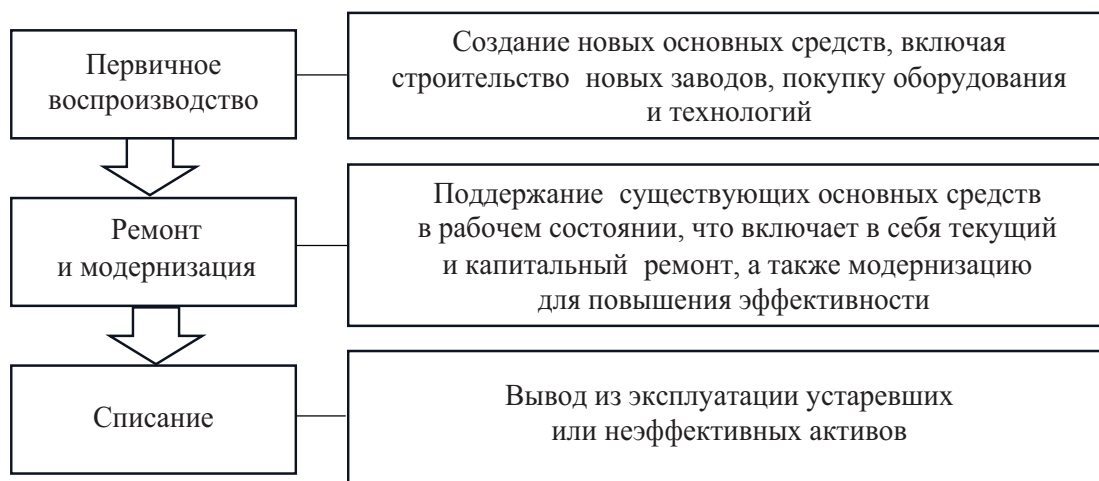 Первичное
воспроизводство
Создание новых основных средств, включая
строительство новых заводов, покупку оборудования
и технологий
Ремонт
и модернизация
Поддержание существующих основных средств
в рабочем состоянии, что включает в себя текущий
и капитальный ремонт, а также модернизацию
для повышения эффективности
Списание
Вывод из эксплуатации устаревших
или неэффективных активов